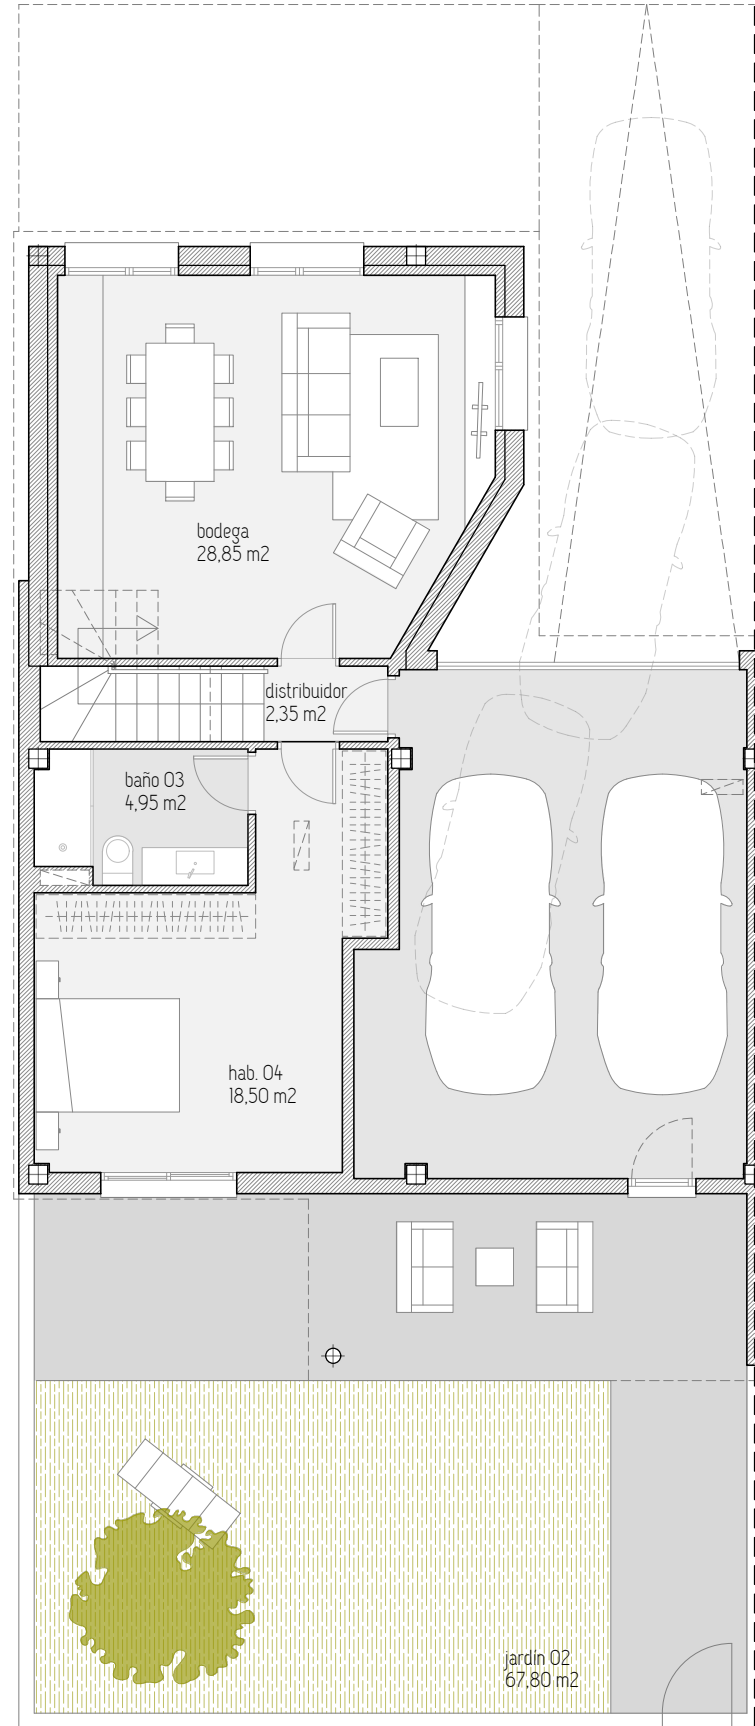 bodega
28,85 m2
distribuidor
2,35 m2
baño 03
4,95 m2
hab. 04
18,50 m2
jardín 02
67,80 m2